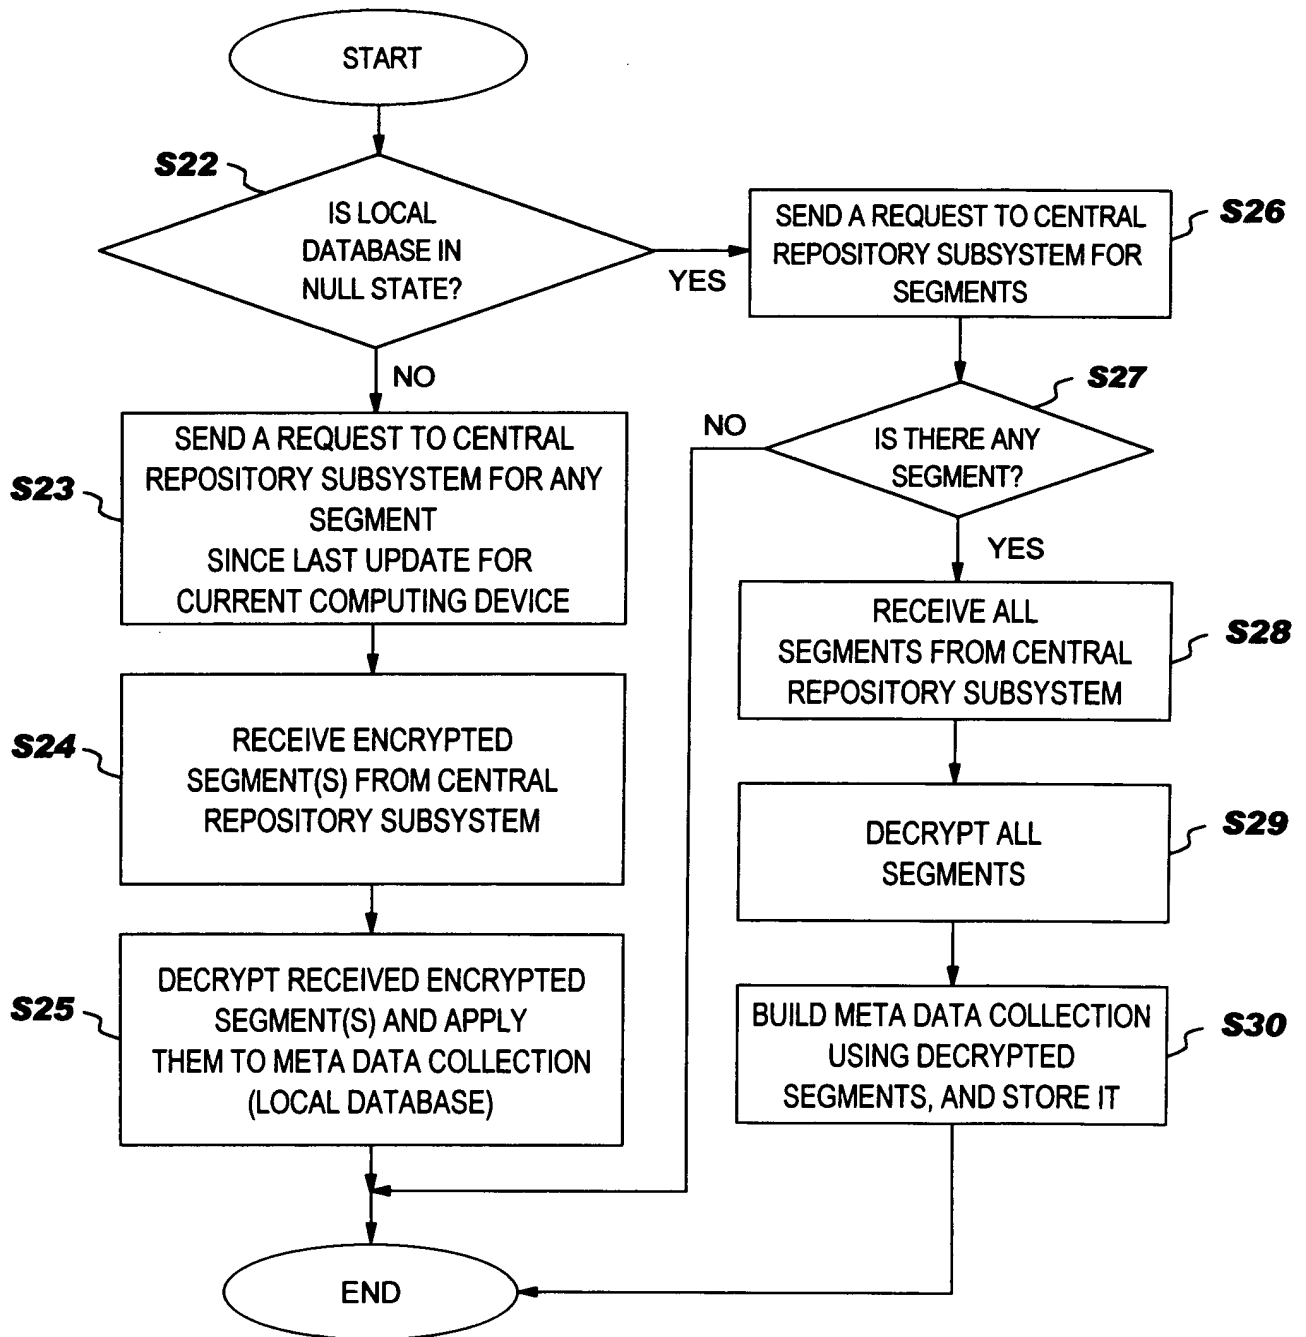 START
S22
IS LOCAL
DATABASE IN
NULL STATE?
YES
NO
S23
SEND A REQUEST TO CENTRAL
REPOSITORY SUBSYSTEM FOR ANY
SEGMENT
SINCE LAST UPDATE FOR
CURRENT COMPUTING DEVICE
S24
RECEIVE ENCRYPTED
SEGMENT(S) FROM CENTRAL
REPOSITORY SUBSYSTEM
S25
DECRYPT RECEIVED ENCRYPTED
SEGMENT(S) AND APPLY
THEM TO META DATA COLLECTION
(LOCAL DATABASE)
SEND A REQUEST TO CENTRAL
REPOSITORY SUBSYSTEM FOR
SEGMENTS
S26
S27
IS THERE ANY
SEGMENT?
NO
YES
RECEIVE ALL
SEGMENTS FROM CENTRAL
REPOSITORY SUBSYSTEM
S28
DECRYPT ALL
SEGMENTS
S29
BUILD META DATA COLLECTION
USING DECRYPTED
SEGMENTS, AND STORE IT
S30
END